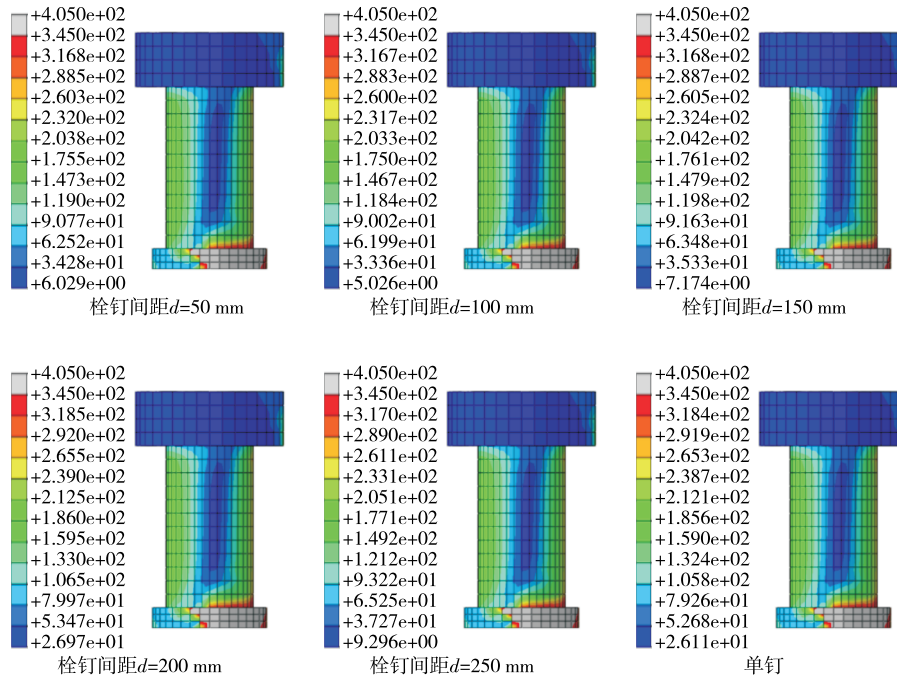 +4.050e+02
+3.450e+02
+3.168e+02
+2.885e+02
+2.603e+02
+2.320e+02
+2.038e+02
+1.755e+02
+1.473e+02
+1.190e+02
+9.077e+01
+6.252e+01
+3.428e+01
+6.029e+00
栓钉间距d=50 mm
+4.050e+02
+3.450e+02
+3.167e+02
+2.883e+02
+2.600e+02
+2.317e+02
+2.033e+02
+1.750e+02
+1.467e+02
+1.184e+02
+9.002e+01
+6.199e+01
+3.336e+01
+5.026e+01
栓钉间距d=100 mm
+4.050e+02
+3.450e+02
+3.168e+02
+2.887e+02
+2.605e+02
+2.324e+02
+2.042e+02
+1.761e+02
+1.479e+02
+1.198e+02
+9.163e+01
+6.348e+01
+3.533e+01
+7.174e+00
栓钉间距d=150 mm
+4.050e+02
+3.450e+02
+3.185e+02
+2.920e+02
+2.655e+02
+2.390e+02
+2.125e+02
+1.860e+02
+1.595e+02
+1.330e+02
+1.065e+02
+7.997e+01
+5.347e+01
+2.697e+01
栓钉间距d=200 mm
+4.050e+02
+3.450e+02
+3.170e+02
+2.890e+02
+2.611e+02
+2.331e+02
+2.051e+02
+1.771e+02
+1.492e+02
+1.212e+02
+9.322e+01
+6.525e+01
+3.727e+01
+9.296e+00
栓钉间距d=250 mm
+4.050e+02
+3.450e+02
+3.184e+02
+2.919e+02
+2.653e+02
+2.387e+02
+2.121e+02
+1.856e+02
+1.590e+02
+1.324e+02
+1.058e+02
+7.926e+01
+5.268e+01
+2.611e+01
单钉